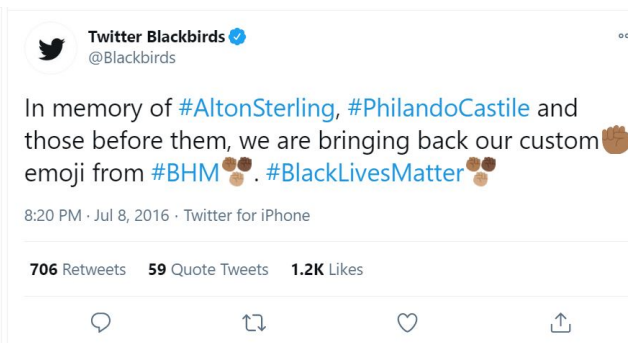 Twitter Blackbirds
@Blackbirds
In memory of #AltonSterling, #PhilandoCastile and
those before them, we are bringing back our custom✊🏾
emoji from #BHM. #BlackLivesMatter
8:20 PM · Jul 8, 2016 · Twitter for iPhone
706 Retweets 59 Quote Tweets 1.2K Likes